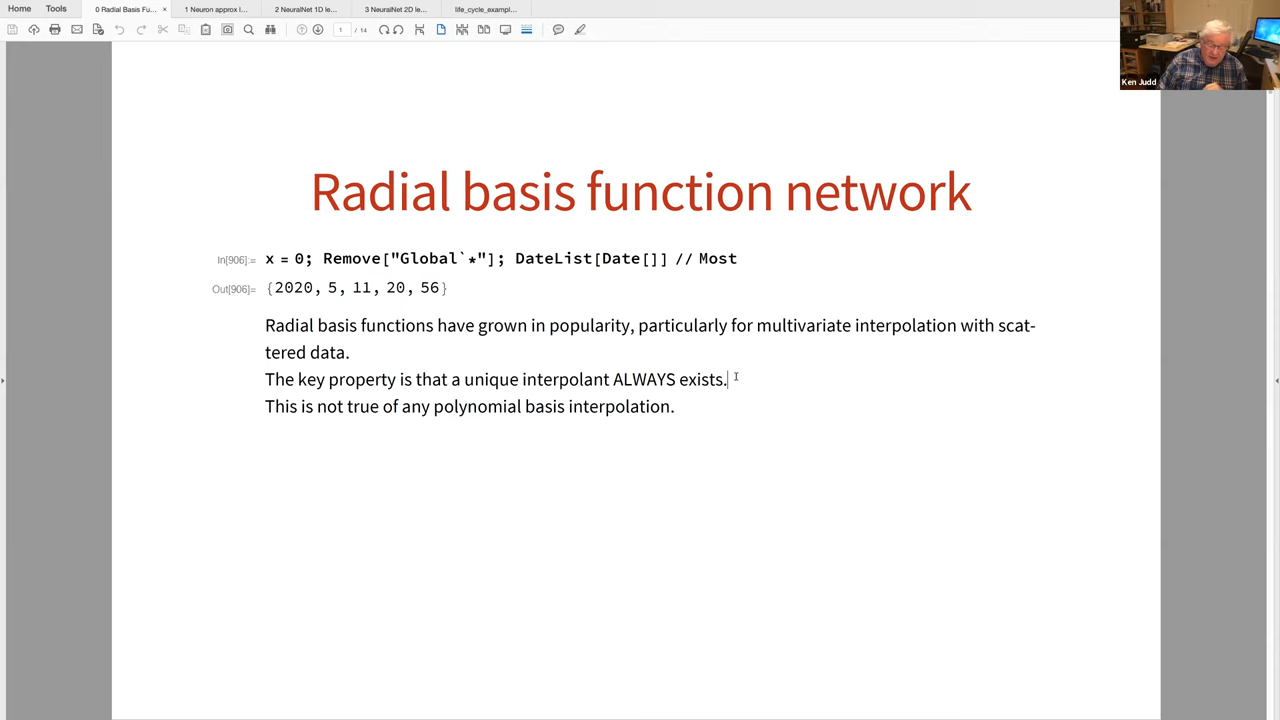 Home Tools 0 Radial Basis Fu... × 1 Neuron approx i... 2 NeuralNet 1D le... 3 NeuralNet 2D le... life_cycle_exampl...
1 / 14
Ken Judd
Radial basis function network
In[906]:= x = 0; Remove["Global`*"]; DateList[Date[]] // Most
Out[906]= {2020, 5, 11, 20, 56}
Radial basis functions have grown in popularity, particularly for multivariate interpolation with scat-
tered data.
The key property is that a unique interpolant ALWAYS exists.
This is not true of any polynomial basis interpolation.